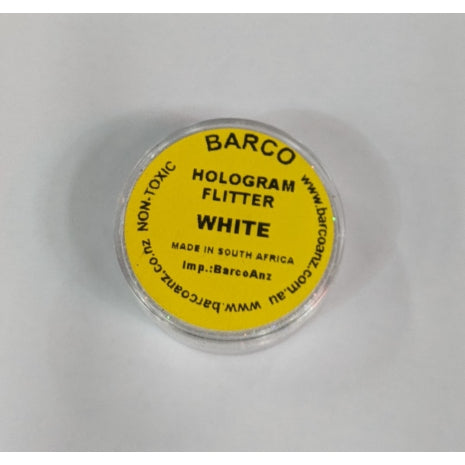 BARCO
HOLOGRAM
FLITTER
WHITE
MADE IN SOUTH AFRICA
Imp.:BarcoAnz
www.barcoanz.com.au
www.barcoanz.co.nz
NON-TOXIC